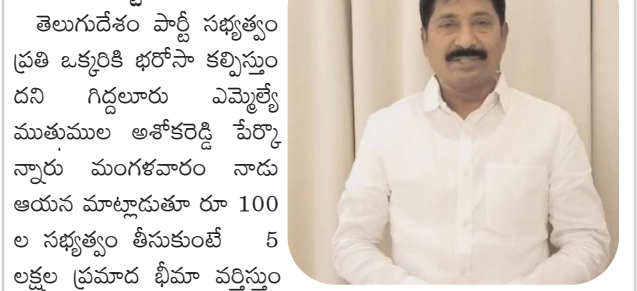 తెలుగుదేశం పార్టీ సభ్యత్వం
ప్రతి ఒక్కరికి భరోసా కల్పిస్తుం
దని గిద్దలూరు ఎమ్మెల్యే
ముత్తుముల అశోకరెడ్డి పేర్కొ
న్నారు మంగళవారం నాడు
ఆయన మాట్లాడుతూ రూ 100
ల సభ్యత్వం తీసుకుంటే 5
లక్షల ప్రమాద భీమా వర్తిస్తుం